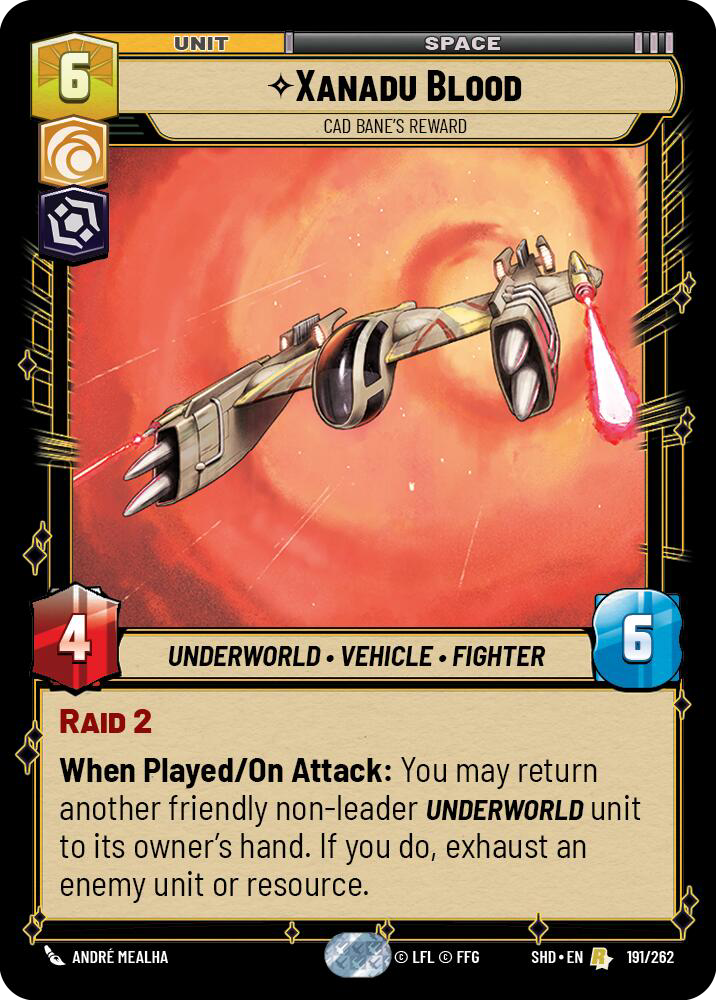 UNIT
SPACE
6
✧XANADU BLOOD
CAD BANE'S REWARD
4
UNDERWORLD • VEHICLE • FIGHTER
6
RAID 2
When Played/On Attack: You may return
another friendly non-leader UNDERWORLD unit
to its owner's hand. If you do, exhaust an
enemy unit or resource.
ANDRÉ MEALHA
© LFL © FFG
SHD • EN R 191/262